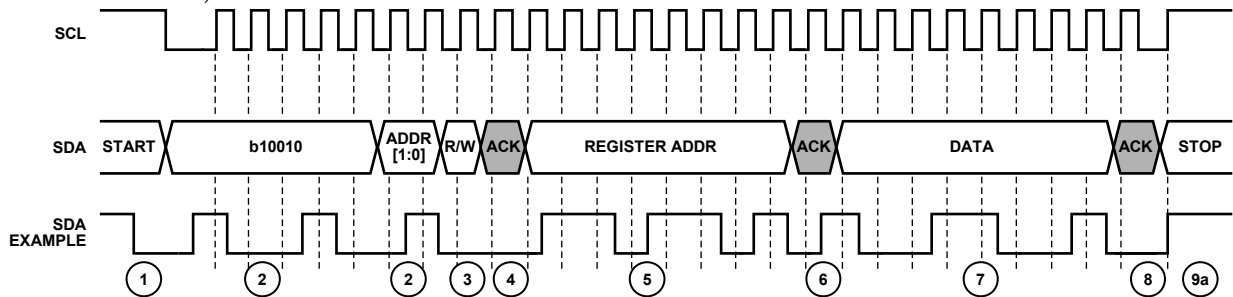 SCL
SDA
START
b10010
ADDR
[1:0]
R/W
ACK
REGISTER ADDR
ACK
DATA
ACK
STOP
SDA
EXAMPLE
1
2
2
3
4
5
6
7
8
9a